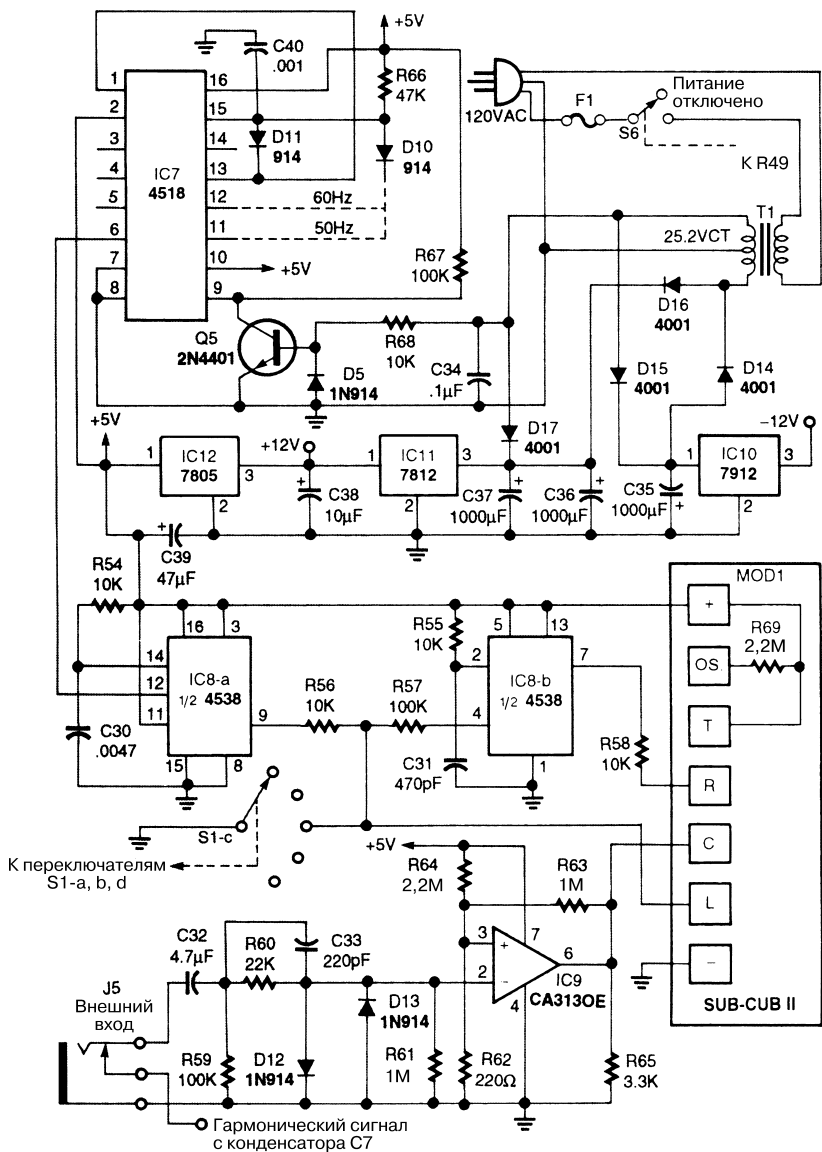 +5V
C40
.001
R66
47K
1
2
3
4
5
6
7
8
16
15
14
13
12
11
10
9
IC7
4518
D11
914
D10
914
60Hz
50Hz
+5V
R67
100K
120VAC
F1
S6
Питание
отключено
К R49
T1
25.2VCT
D16
4001
D15
4001
D14
4001
Q5
2N4401
R68
10K
D5
1N914
C34
.1µF
D17
4001
+5V
+12V
−12V
1
IC12
7805
3
2
1
IC11
7812
3
2
1
IC10
7912
3
2
C38
10µF
C37
1000µF
C36
1000µF
C35
1000µF
C39
47µF
R54
10K
16
3
14
12
11
IC8-a
1/2 4538
9
15
8
C30
.0047
R56
10K
R57
100K
R55
10K
5
13
2
4
IC8-b
1/2 4538
7
1
C31
470pF
R58
10K
MOD1
+
OS.
T
R
C
L
−
R69
2,2M
SUB-CUB II
S1-c
К переключателям
S1-a, b, d
+5V
R64
2,2M
R63
1M
3
+
2
−
7
6
4
IC9
CA3130E
C32
4.7µF
R60
22K
C33
220pF
D13
1N914
J5
Внешний
вход
R59
100K
D12
1N914
R61
1M
R62
220Ω
R65
3.3K
Гармонический сигнал
с конденсатора C7